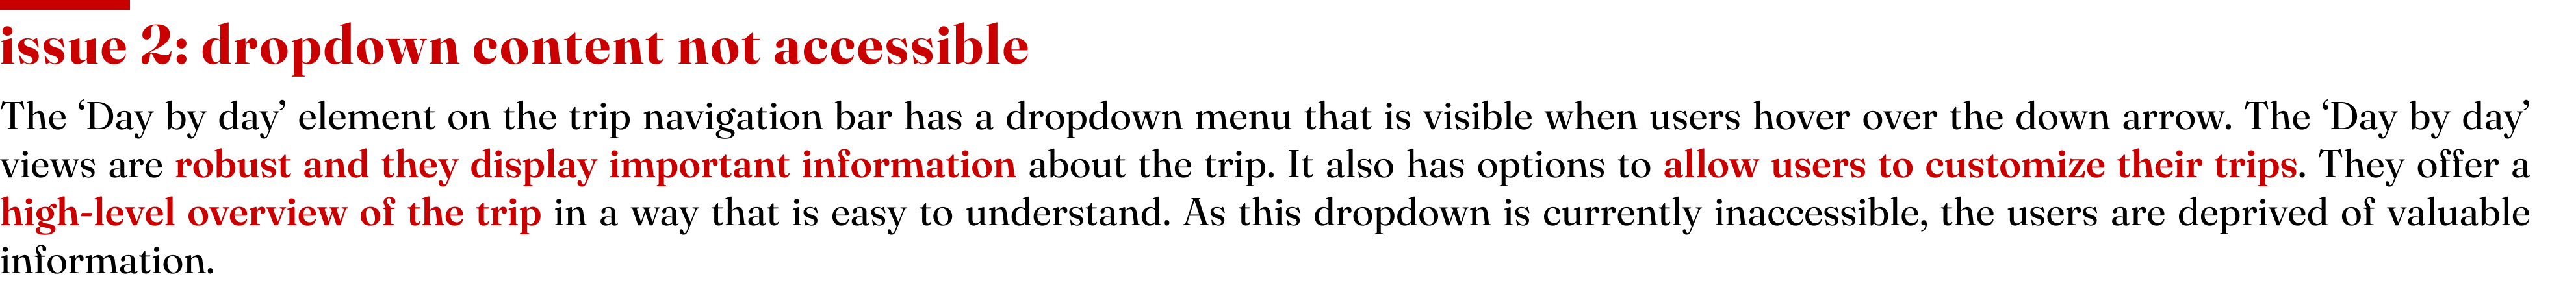 issue 2: dropdown content not accessible
The ‘Day by day’ element on the trip navigation bar has a dropdown menu that is visible when users hover over the down arrow. The ‘Day by day’
views are robust and they display important information about the trip. It also has options to allow users to customize their trips. They offer a
high-level overview of the trip in a way that is easy to understand. As this dropdown is currently inaccessible, the users are deprived of valuable
information.